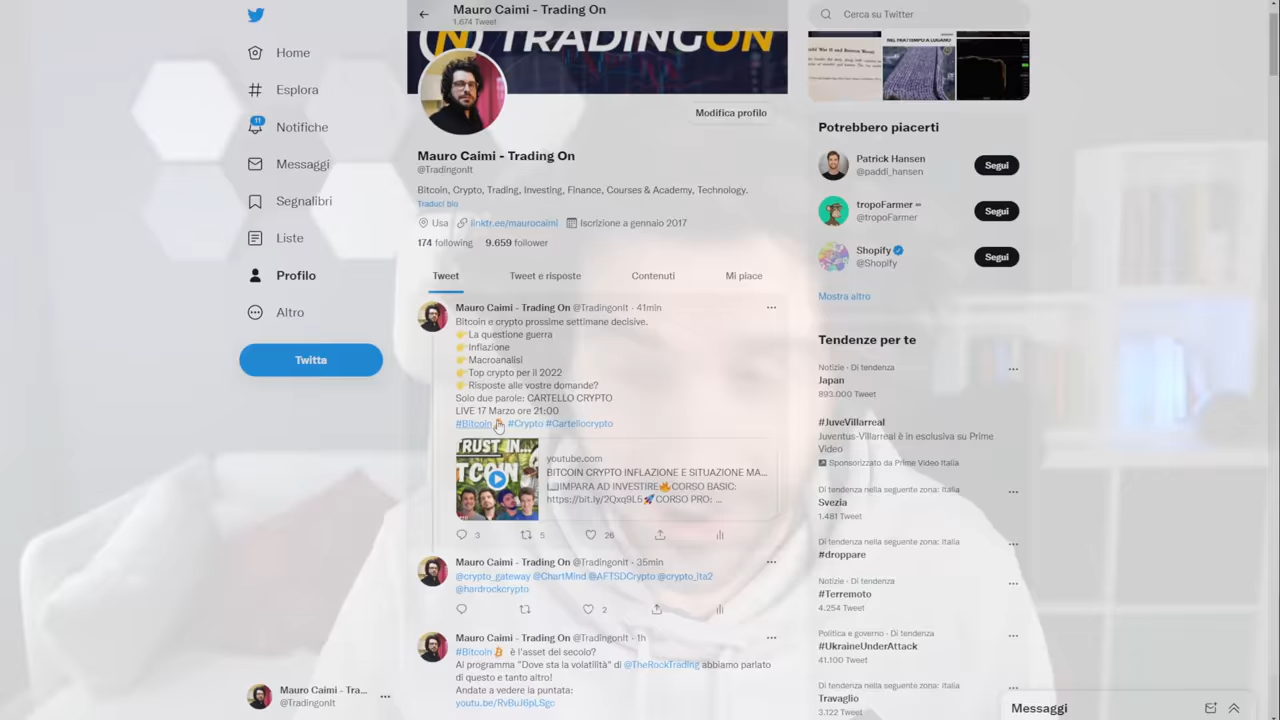 Home
Esplora
11
Notifiche
Messaggi
Segnalibri
Liste
Profilo
Altro
Twitta
Mauro Caimi - Tra...
@TradingonIt
Mauro Caimi - Trading On
1.674 Tweet
TRADINGON
Modifica profilo
Mauro Caimi - Trading On
@TradingonIt
Bitcoin, Crypto, Trading, Investing, Finance, Courses & Academy, Technology.
Traduci bio
Usa linktr.ee/maurocaimi Iscrizione a gennaio 2017
174 following 9.659 follower
Tweet Tweet e risposte Contenuti Mi piace
Mauro Caimi - Trading On @TradingonIt · 41min
Bitcoin e crypto prossime settimane decisive.
👉La questione guerra
👉Inflazione
👉Macroanalisi
👉Top crypto per il 2022
👉Risposte alle vostre domande?
Solo due parole: CARTELLO CRYPTO
LIVE 17 Marzo ore 21:00
#Bitcoin #Crypto #Cartellocrypto
TRUST IN...
youtube.com
BITCOIN CRYPTO INFLAZIONE E SITUAZIONE MA...
📖IMPARA AD INVESTIRE🔥CORSO BASIC:
https://bit.ly/2Qxq9L5🚀CORSO PRO: ...
3 5 26
Mauro Caimi - Trading On @TradingonIt · 35min
@crypto_gateway @ChartMind @AFTSDCrypto @crypto_ita2
@hardrockcrypto
2
Mauro Caimi - Trading On @TradingonIt · 1h
#Bitcoin è l'asset del secolo?
Al programma "Dove sta la volatilità" di @TheRockTrading abbiamo parlato
di questo e tanto altro!
Andate a vedere la puntata:
youtu.be/RvBuJ6pLSgc
Cerca su Twitter
NEL FRATTEMPO A LUGANO
Potrebbero piacerti
Patrick Hansen
@paddi_hansen
Segui
tropoFarmer
@tropoFarmer
Segui
Shopify
@Shopify
Segui
Mostra altro
Tendenze per te
Notizie · Di tendenza
Japan
893.000 Tweet
#JuveVillarreal
Juventus-Villarreal è in esclusiva su Prime
Video
Sponsorizzato da Prime Video Italia
Di tendenza nella seguente zona: Italia
Svezia
1.481 Tweet
Di tendenza nella seguente zona: Italia
#droppare
Notizie · Di tendenza
#Terremoto
4.254 Tweet
Politica e governo · Di tendenza
#UkraineUnderAttack
41.100 Tweet
Di tendenza nella seguente zona: Italia
Travaglio
3.122 Tweet
Messaggi